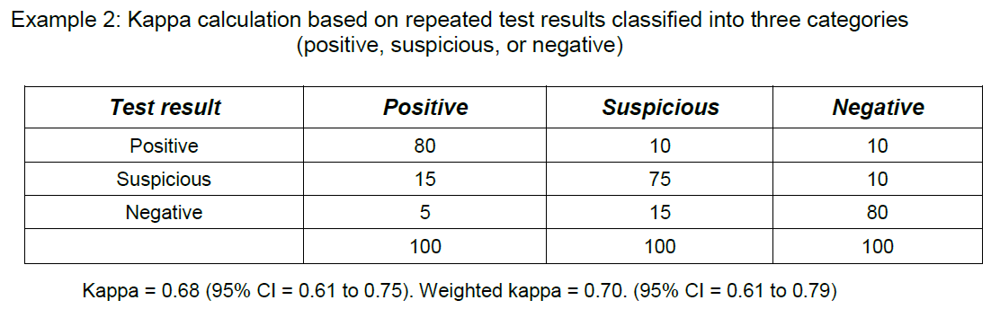 Example 2: Kappa calculation based on repeated test results classified into three categories
(positive, suspicious, or negative)
Test result Positive Suspicious Negative
Positive 80 10 10
Suspicious 15 75 10
Negative 5 15 80
100 100 100
Kappa = 0.68 (95% CI = 0.61 to 0.75). Weighted kappa = 0.70. (95% CI = 0.61 to 0.79)